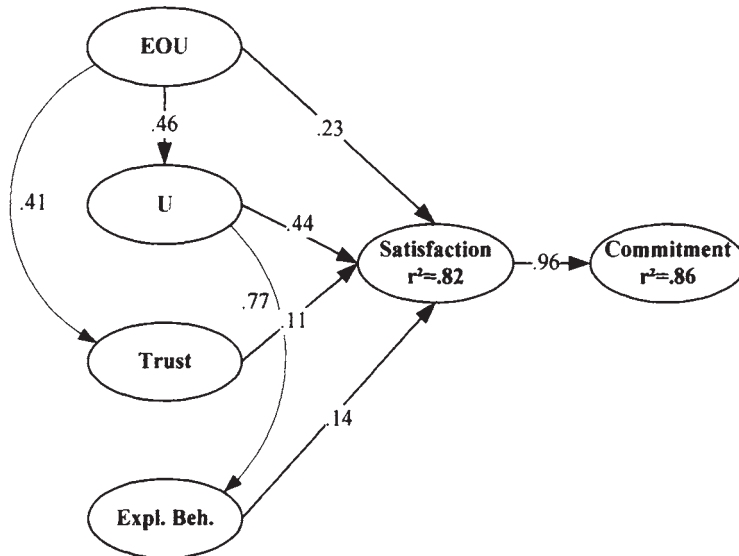 EOU
.46
.23
.41
U
.44
Satisfaction
r²=.82
.96
Commitment
r²=.86
.77
.11
Trust
.14
Expl. Beh.